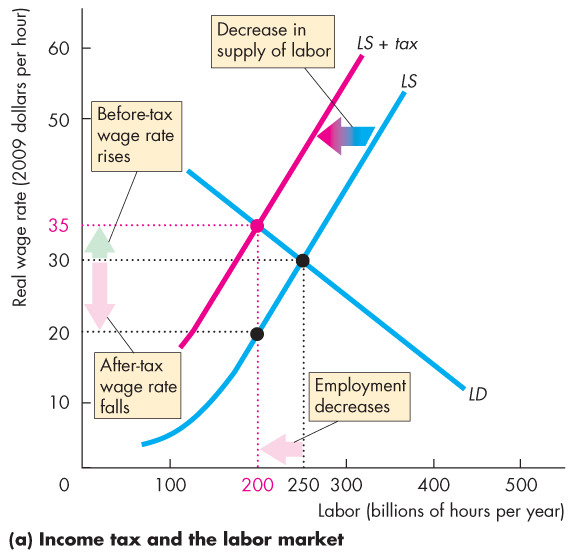 Real wage rate (2009 dollars per hour)
60
50
35
30
20
10
0
Decrease in
supply of labor
LS + tax
LS
Before-tax
wage rate
rises
After-tax
wage rate
falls
Employment
decreases
LD
100
200
250
300
400
500
Labor (billions of hours per year)
(a) Income tax and the labor market